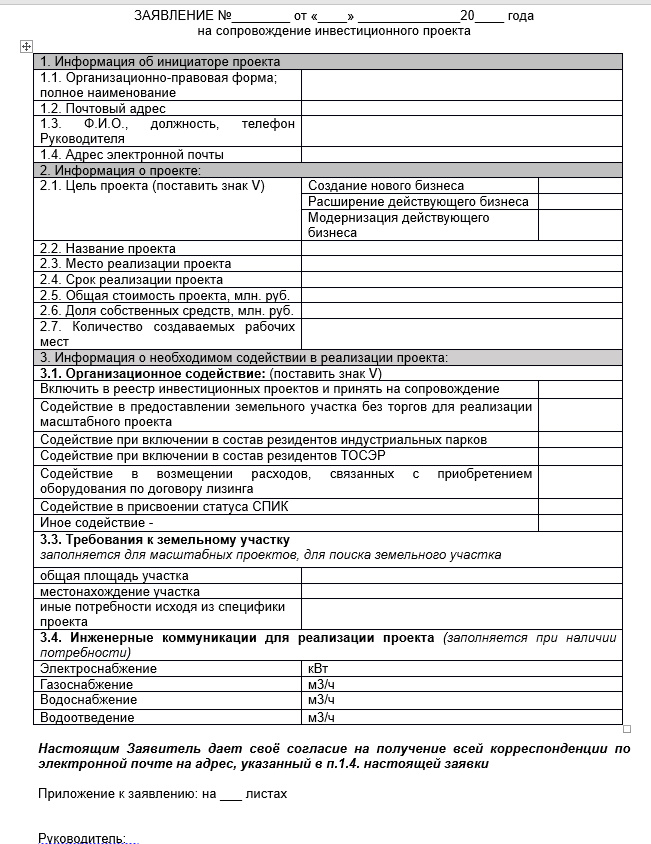 ЗАЯВЛЕНИЕ №________ от «____» ______________20____ года
на сопровождение инвестиционного проекта
1. Информация об инициаторе проекта
1.1. Организационно-правовая форма;
полное наименование
1.2. Почтовый адрес
1.3. Ф.И.О., должность, телефон
Руководителя
1.4. Адрес электронной почты
2. Информация о проекте:
2.1. Цель проекта (поставить знак V)
Создание нового бизнеса
Расширение действующего бизнеса
Модернизация действующего
бизнеса
2.2. Название проекта
2.3. Место реализации проекта
2.4. Срок реализации проекта
2.5. Общая стоимость проекта, млн. руб.
2.6. Доля собственных средств, млн. руб.
2.7. Количество создаваемых рабочих
мест
3. Информация о необходимом содействии в реализации проекта:
3.1. Организационное содействие: (поставить знак V)
Включить в реестр инвестиционных проектов и принять на сопровождение
Содействие в предоставлении земельного участка без торгов для реализации
масштабного проекта
Содействие при включении в состав резидентов индустриальных парков
Содействие при включении в состав резидентов ТОСЭР
Содействие в возмещении расходов, связанных с приобретением
оборудования по договору лизинга
Содействие в присвоении статуса СПИК
Иное содействие -
3.3. Требования к земельному участку
заполняется для масштабных проектов, для поиска земельного участка
общая площадь участка
местонахождение участка
иные потребности исходя из специфики
проекта
3.4. Инженерные коммуникации для реализации проекта (заполняется при наличии
потребности)
Электроснабжение кВт
Газоснабжение м3/ч
Водоснабжение м3/ч
Водоотведение м3/ч
Настоящим Заявитель дает своё согласие на получение всей корреспонденции по
электронной почте на адрес, указанный в п.1.4. настоящей заявки
Приложение к заявлению: на ___ листах
Руководитель: